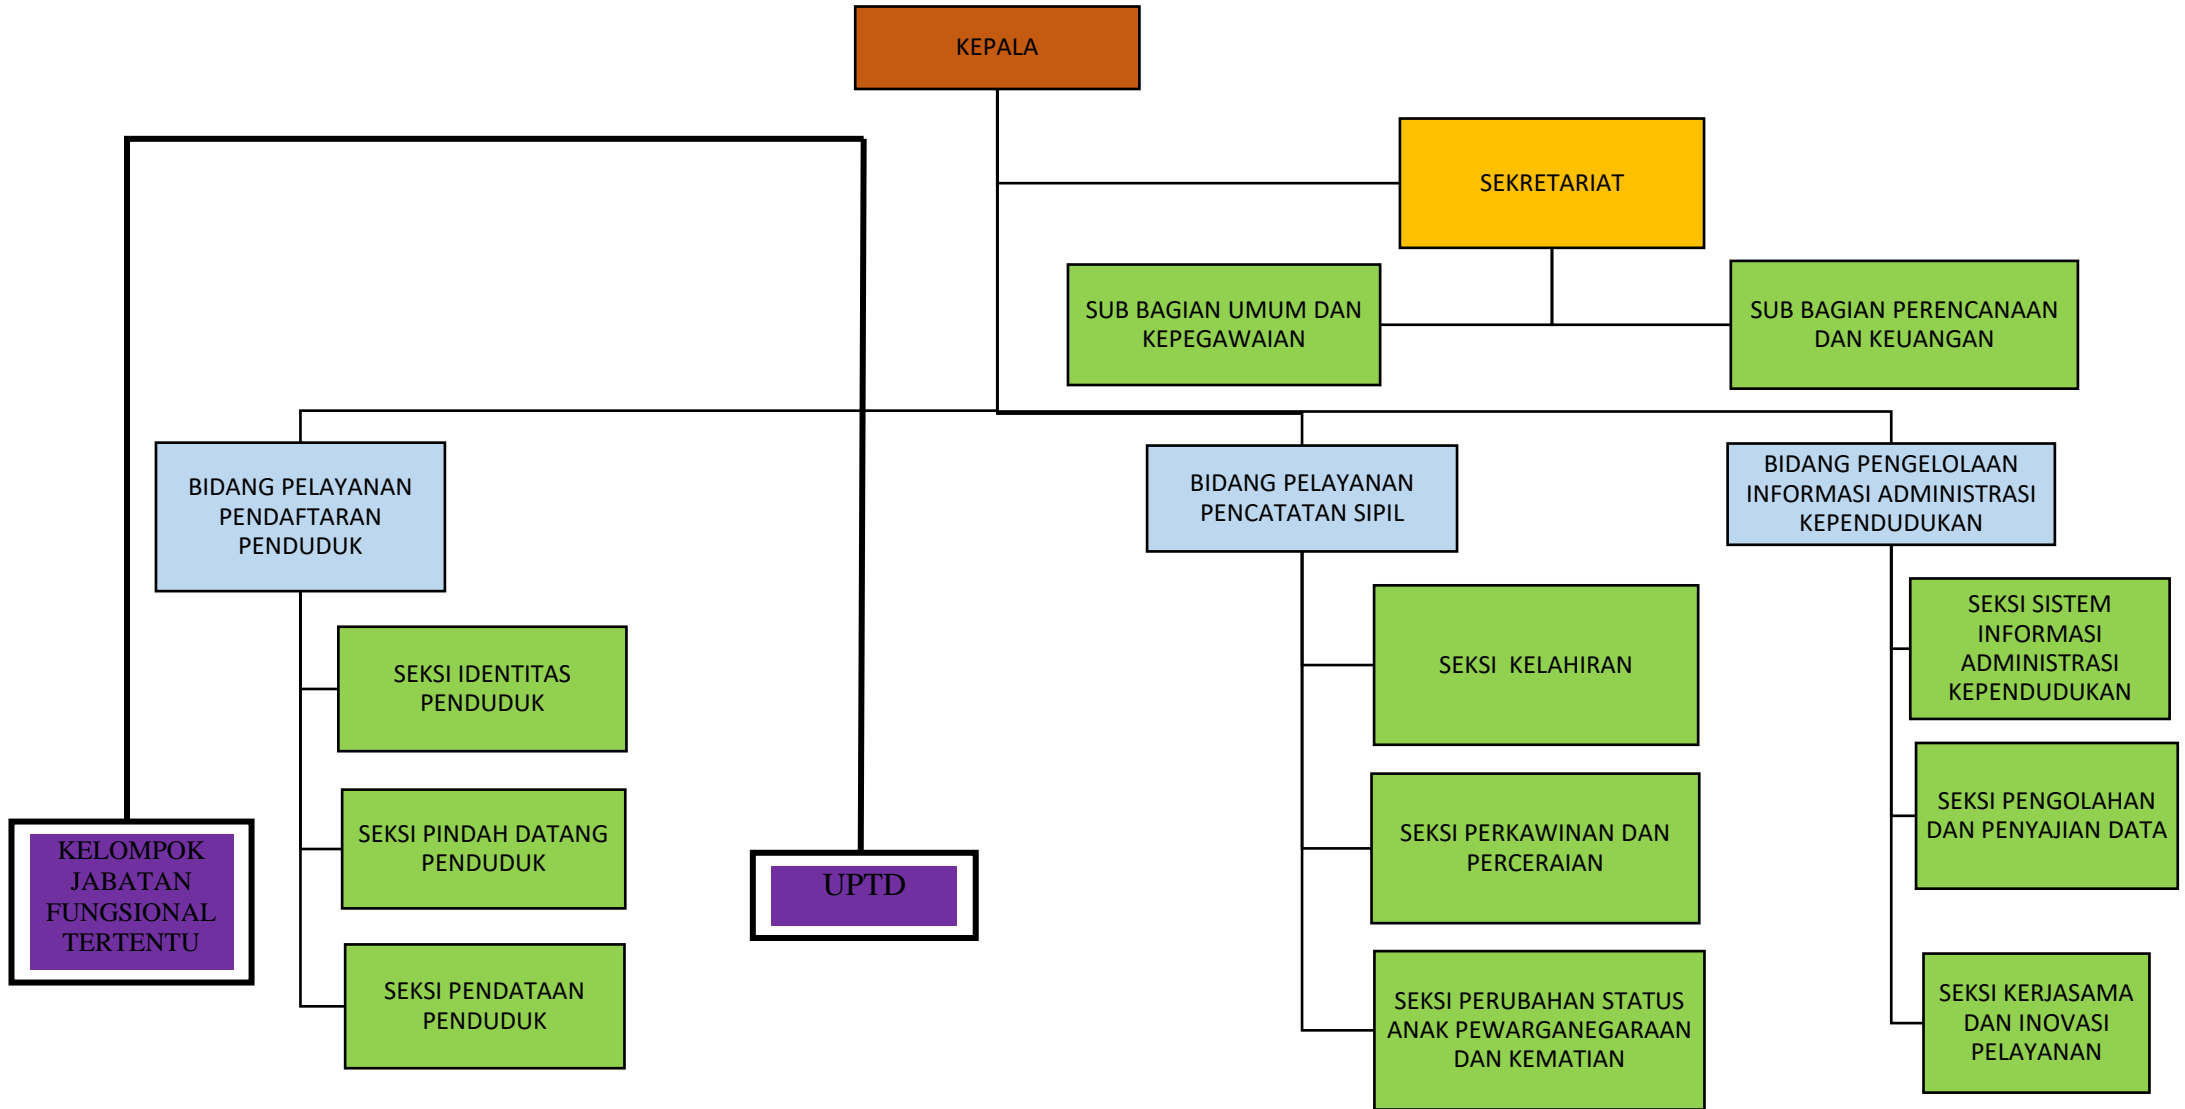 KEPALA
SEKRETARIAT
SUB BAGIAN UMUM DAN
KEPEGAWAIAN
SUB BAGIAN PERENCANAAN
DAN KEUANGAN
BIDANG PELAYANAN
PENDAFTARAN
PENDUDUK
BIDANG PELAYANAN
PENCATATAN SIPIL
BIDANG PENGELOLAAN
INFORMASI ADMINISTRASI
KEPENDUDUKAN
SEKSI IDENTITAS
PENDUDUK
SEKSI PINDAH DATANG
PENDUDUK
SEKSI PENDATAAN
PENDUDUK
SEKSI  KELAHIRAN
SEKSI PERKAWINAN DAN
PERCERAIAN
SEKSI PERUBAHAN STATUS
ANAK PEWARGANEGARAAN
DAN KEMATIAN
SEKSI SISTEM
INFORMASI
ADMINISTRASI
KEPENDUDUKAN
SEKSI PENGOLAHAN
DAN PENYAJIAN DATA
SEKSI KERJASAMA
DAN INOVASI
PELAYANAN
KELOMPOK
JABATAN
FUNGSIONAL
TERTENTU
UPTD